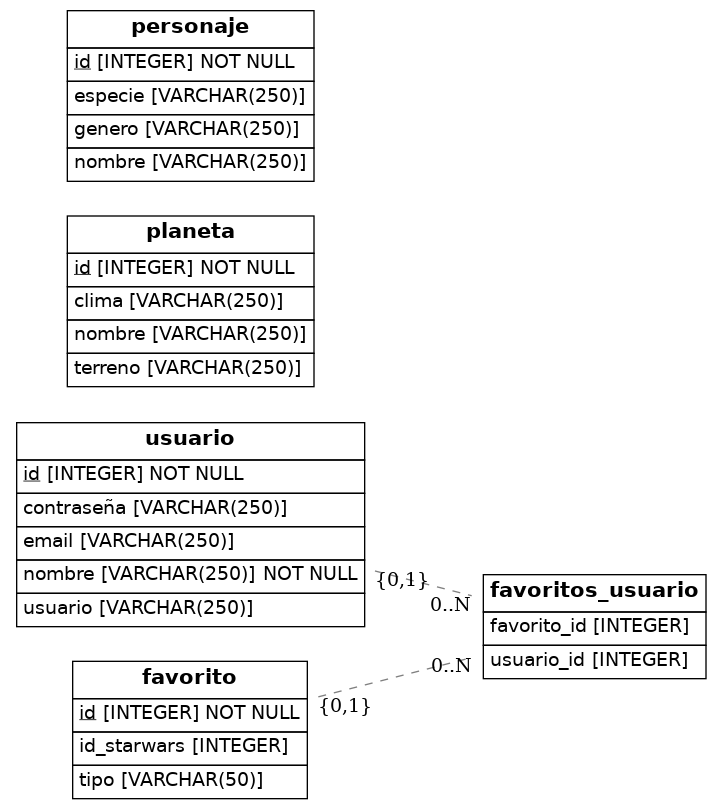 personaje
id [INTEGER] NOT NULL
especie [VARCHAR(250)]
genero [VARCHAR(250)]
nombre [VARCHAR(250)]
planeta
id [INTEGER] NOT NULL
clima [VARCHAR(250)]
nombre [VARCHAR(250)]
terreno [VARCHAR(250)]
usuario
id [INTEGER] NOT NULL
contraseña [VARCHAR(250)]
email [VARCHAR(250)]
nombre [VARCHAR(250)] NOT NULL
usuario [VARCHAR(250)]
{0,1}
0..N
favoritos_usuario
favorito_id [INTEGER]
usuario_id [INTEGER]
0..N
{0,1}
favorito
id [INTEGER] NOT NULL
id_starwars [INTEGER]
tipo [VARCHAR(50)]